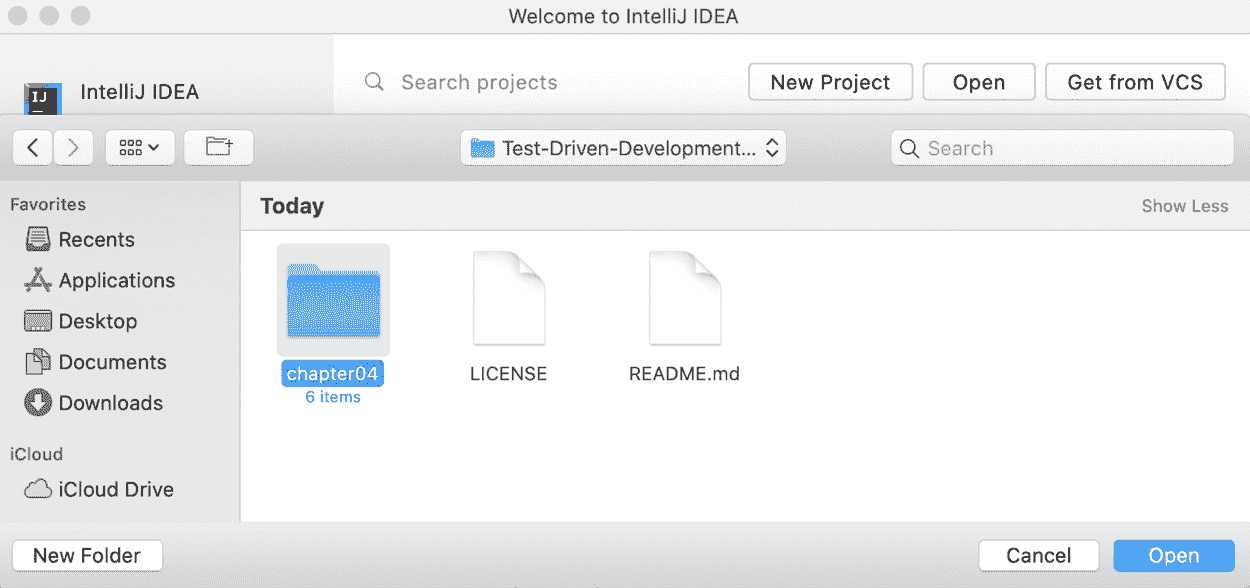 Welcome to IntelliJ IDEA
IJ
IntelliJ IDEA
Search projects
New Project
Open
Get from VCS
Test-Driven-Development...
Search
Favorites
Recents
Applications
Desktop
Documents
Downloads
iCloud
iCloud Drive
Today
Show Less
chapter04
6 items
LICENSE
README.md
New Folder
Cancel
Open